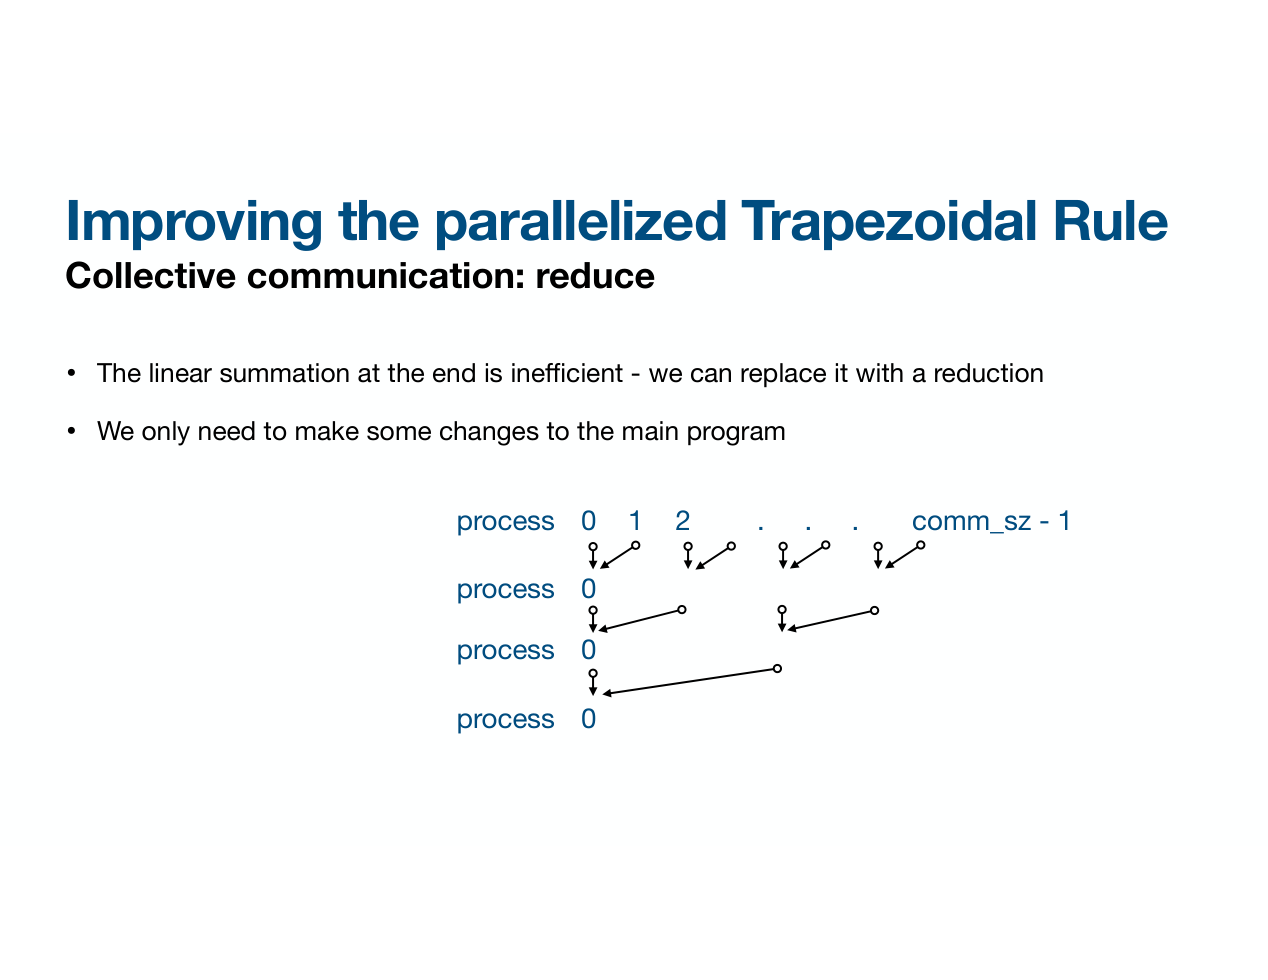 Improving the parallelized Trapezoidal Rule
Collective communication: reduce
• The linear summation at the end is inefficient - we can replace it with a reduction
• We only need to make some changes to the main program
process 0 1 2 . . . comm_sz - 1
process 0
process 0
process 0